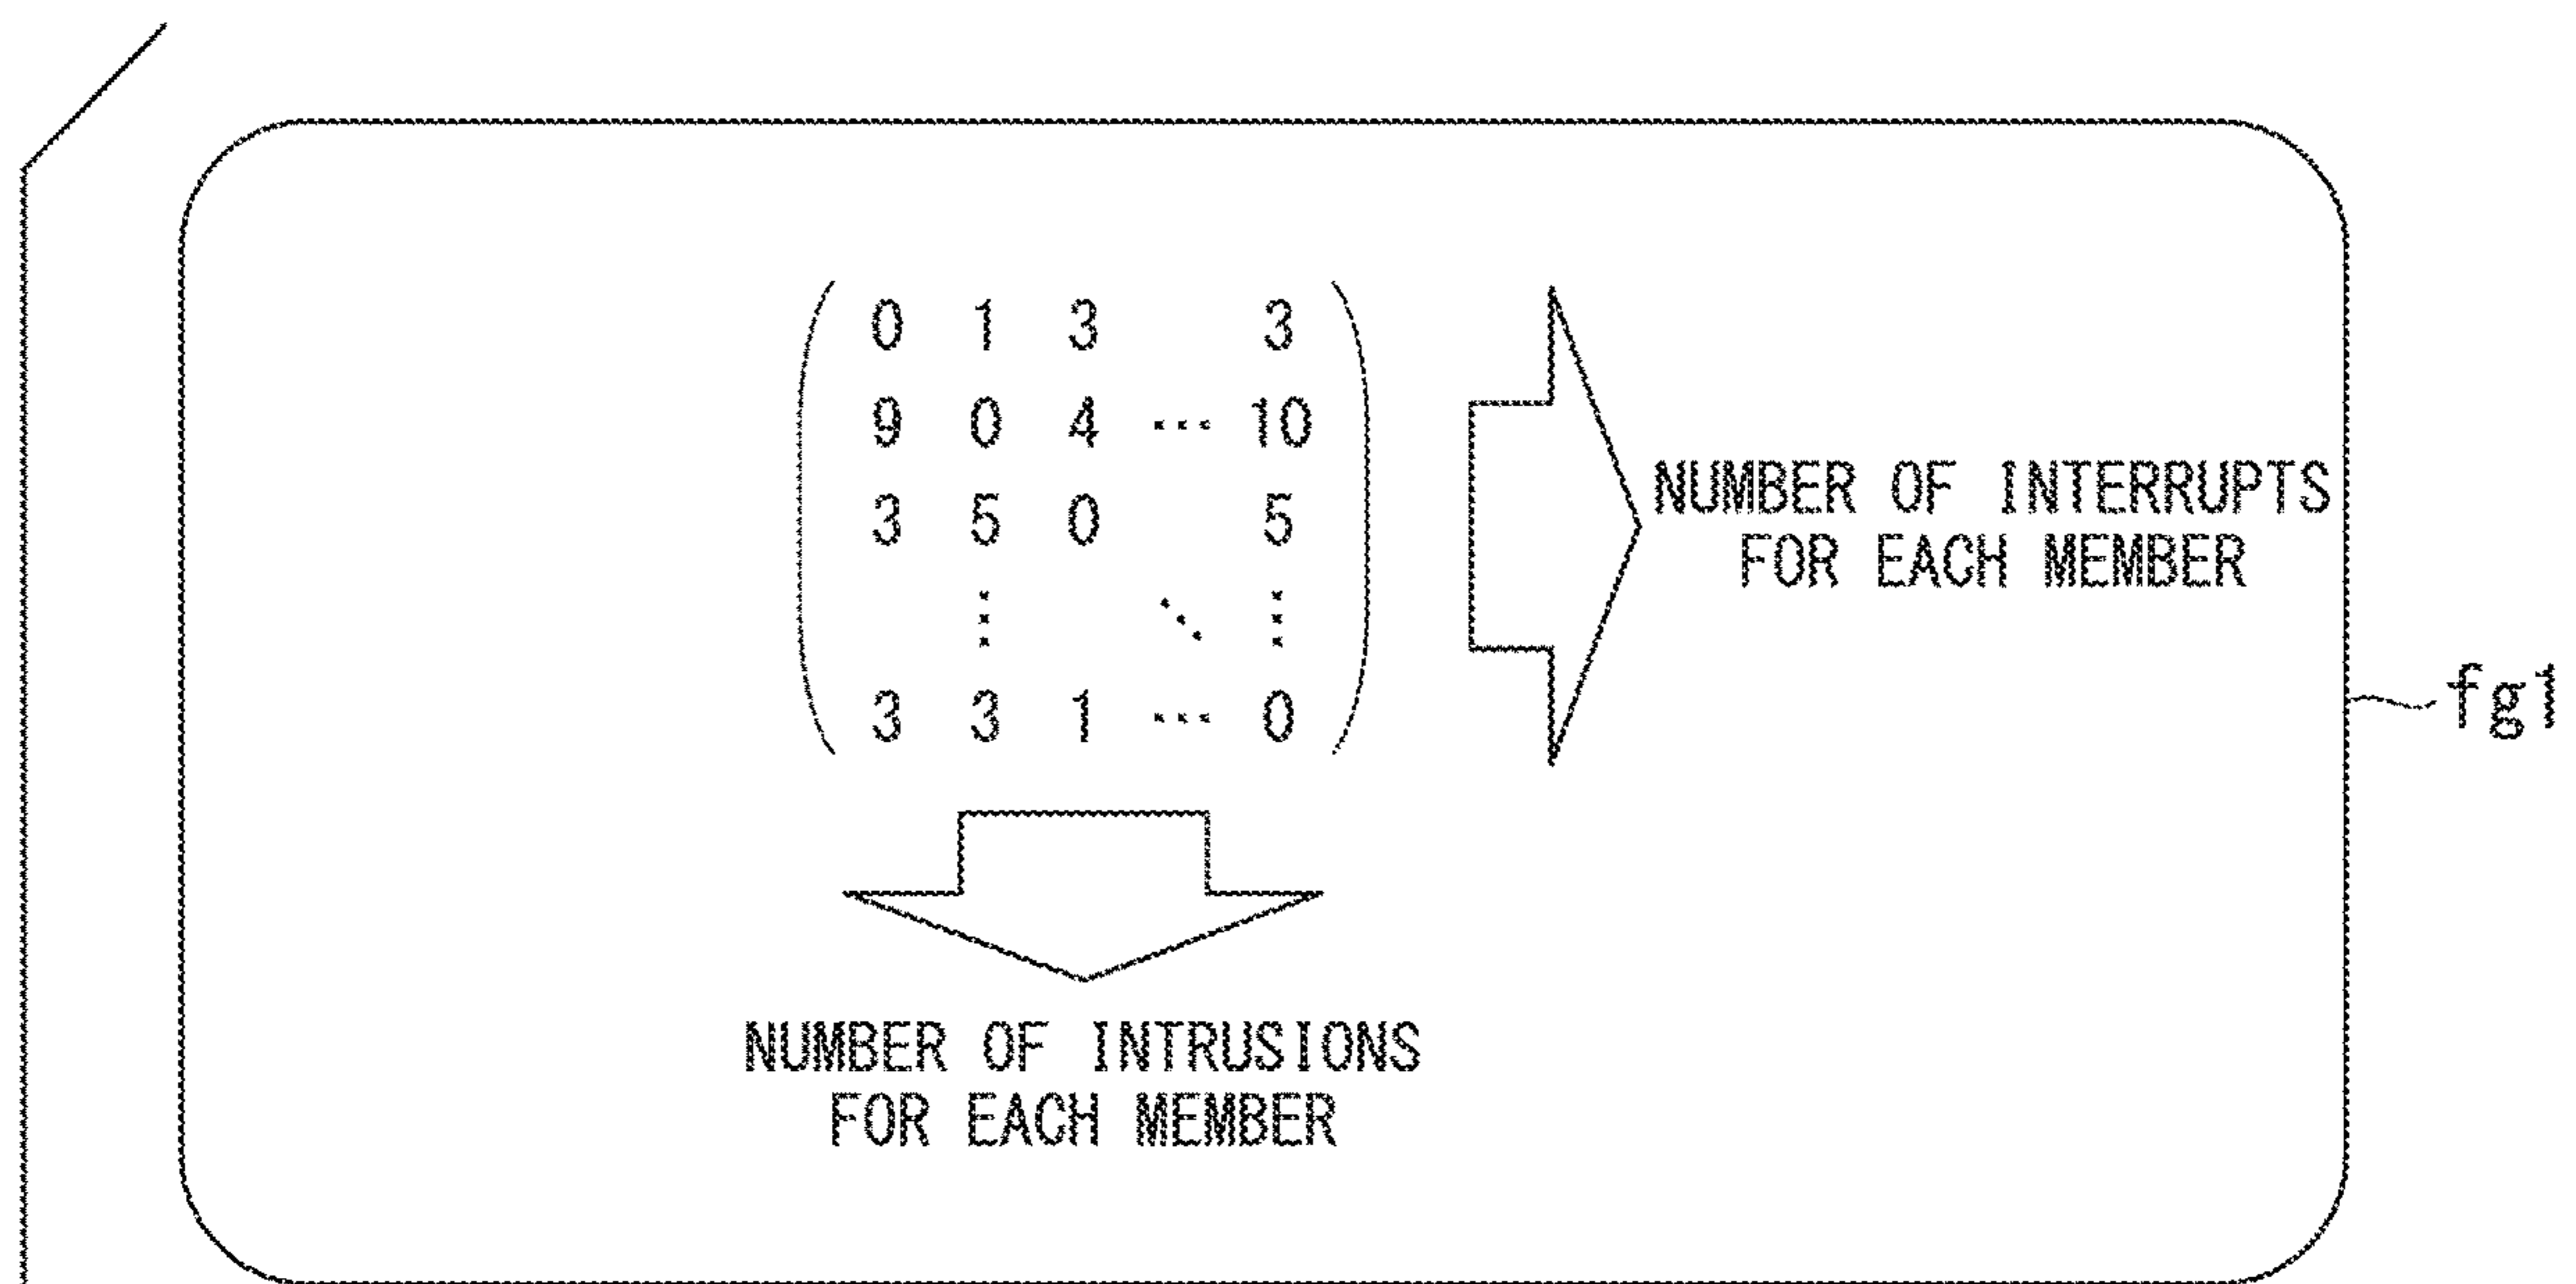 0 1 3 3
9 0 4 ... 10
3 5 0 5
⋮ ⋱ ⋮
3 3 1 ... 0
NUMBER OF INTERRUPTS
FOR EACH MEMBER
fg1
NUMBER OF INTRUSIONS
FOR EACH MEMBER